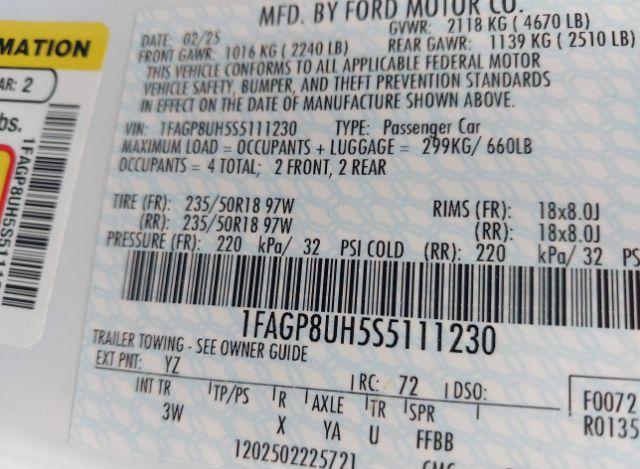 MFD. BY FORD MOTOR CO.
DATE: 02/25 GVWR: 2118 KG ( 4670 LB)
FRONT GAWR: 1016 KG ( 2240 LB) REAR GAWR: 1139 KG ( 2510 LB)
THIS VEHICLE CONFORMS TO ALL APPLICABLE FEDERAL MOTOR
VEHICLE SAFETY, BUMPER, AND THEFT PREVENTION STANDARDS
IN EFFECT ON THE DATE OF MANUFACTURE SHOWN ABOVE.
VIN: 1FAGP8UH5S5111230 TYPE: Passenger Car
MAXIMUM LOAD = OCCUPANTS + LUGGAGE = 299KG/ 660LB
OCCUPANTS = 4 TOTAL; 2 FRONT, 2 REAR
TIRE (FR): 235/50R18 97W RIMS (FR): 18x8.0J
(RR): 235/50R18 97W (RR): 18x8.0J
PRESSURE (FR): 220 kPa/ 32 PSI COLD (RR): 220 kPa/ 32 PS
1FAGP8UH5S5111230
TRAILER TOWING - SEE OWNER GUIDE
EXT PNT: YZ RC: 72 DSO:
INT TR TP/PS R AXLE TR SPR
3W X YA U FFBB
F0072
R0135
1202502225721
MATION
AR: 2
bs.
1FAGP8UH5S5111